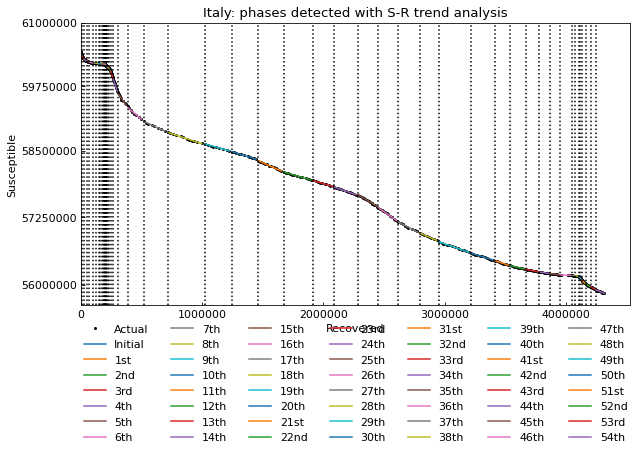 Italy: phases detected with S-R trend analysis
61000000
59750000
58500000
57250000
56000000
Susceptible
0 1000000 2000000 3000000 4000000
Recovered
Actual 7th 15th 23rd 31st 39th 47th
Initial 8th 16th 24th 32nd 40th 48th
1st 9th 17th 25th 33rd 41st 49th
2nd 10th 18th 26th 34th 42nd 50th
3rd 11th 19th 27th 35th 43rd 51st
4th 12th 20th 28th 36th 44th 52nd
5th 13th 21st 29th 37th 45th 53rd
6th 14th 22nd 30th 38th 46th 54th